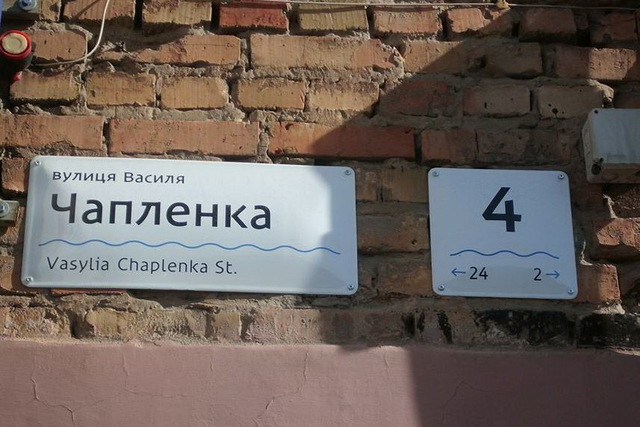 вулиця Василя
Чапленка
Vasylia Chaplenka St.
4
←24 2→